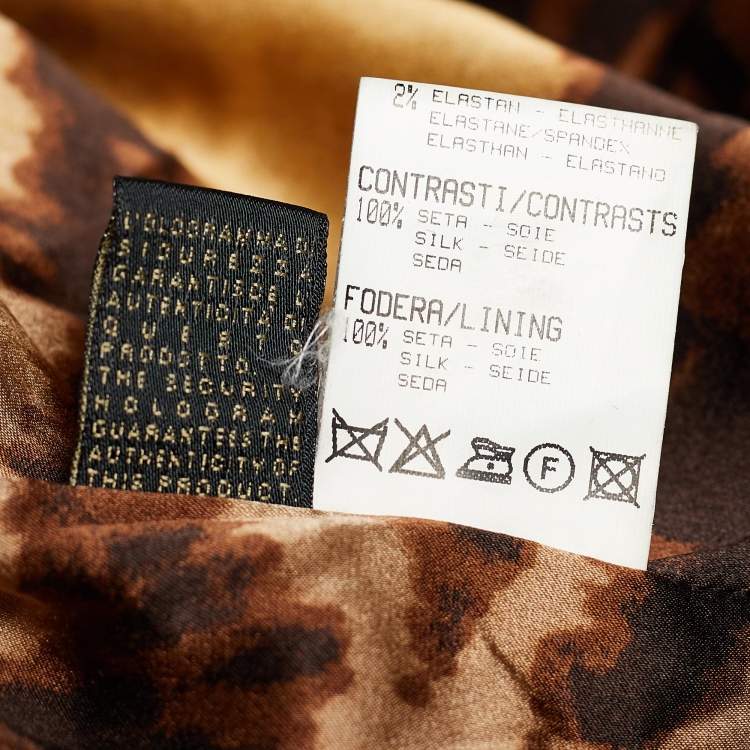 L'OLOGRAMMA DI
SICUREZZA
GARANTISCE L'
AUTENTICITÀ DI
QUESTO
PRODOTTO.
THE SECURITY
HOLOGRAM
GUARANTEES THE
AUTHENTICITY OF
THIS PRODUCT
2% ELASTAN - ELASTHANNE
ELASTANE/SPANDEX
ELASTHAN - ELASTANO
CONTRASTI/CONTRASTS
100% SETA - SOIE
SILK - SEIDE
SEDA
FODERA/LINING
100% SETA - SOIE
SILK - SEIDE
SEDA
F